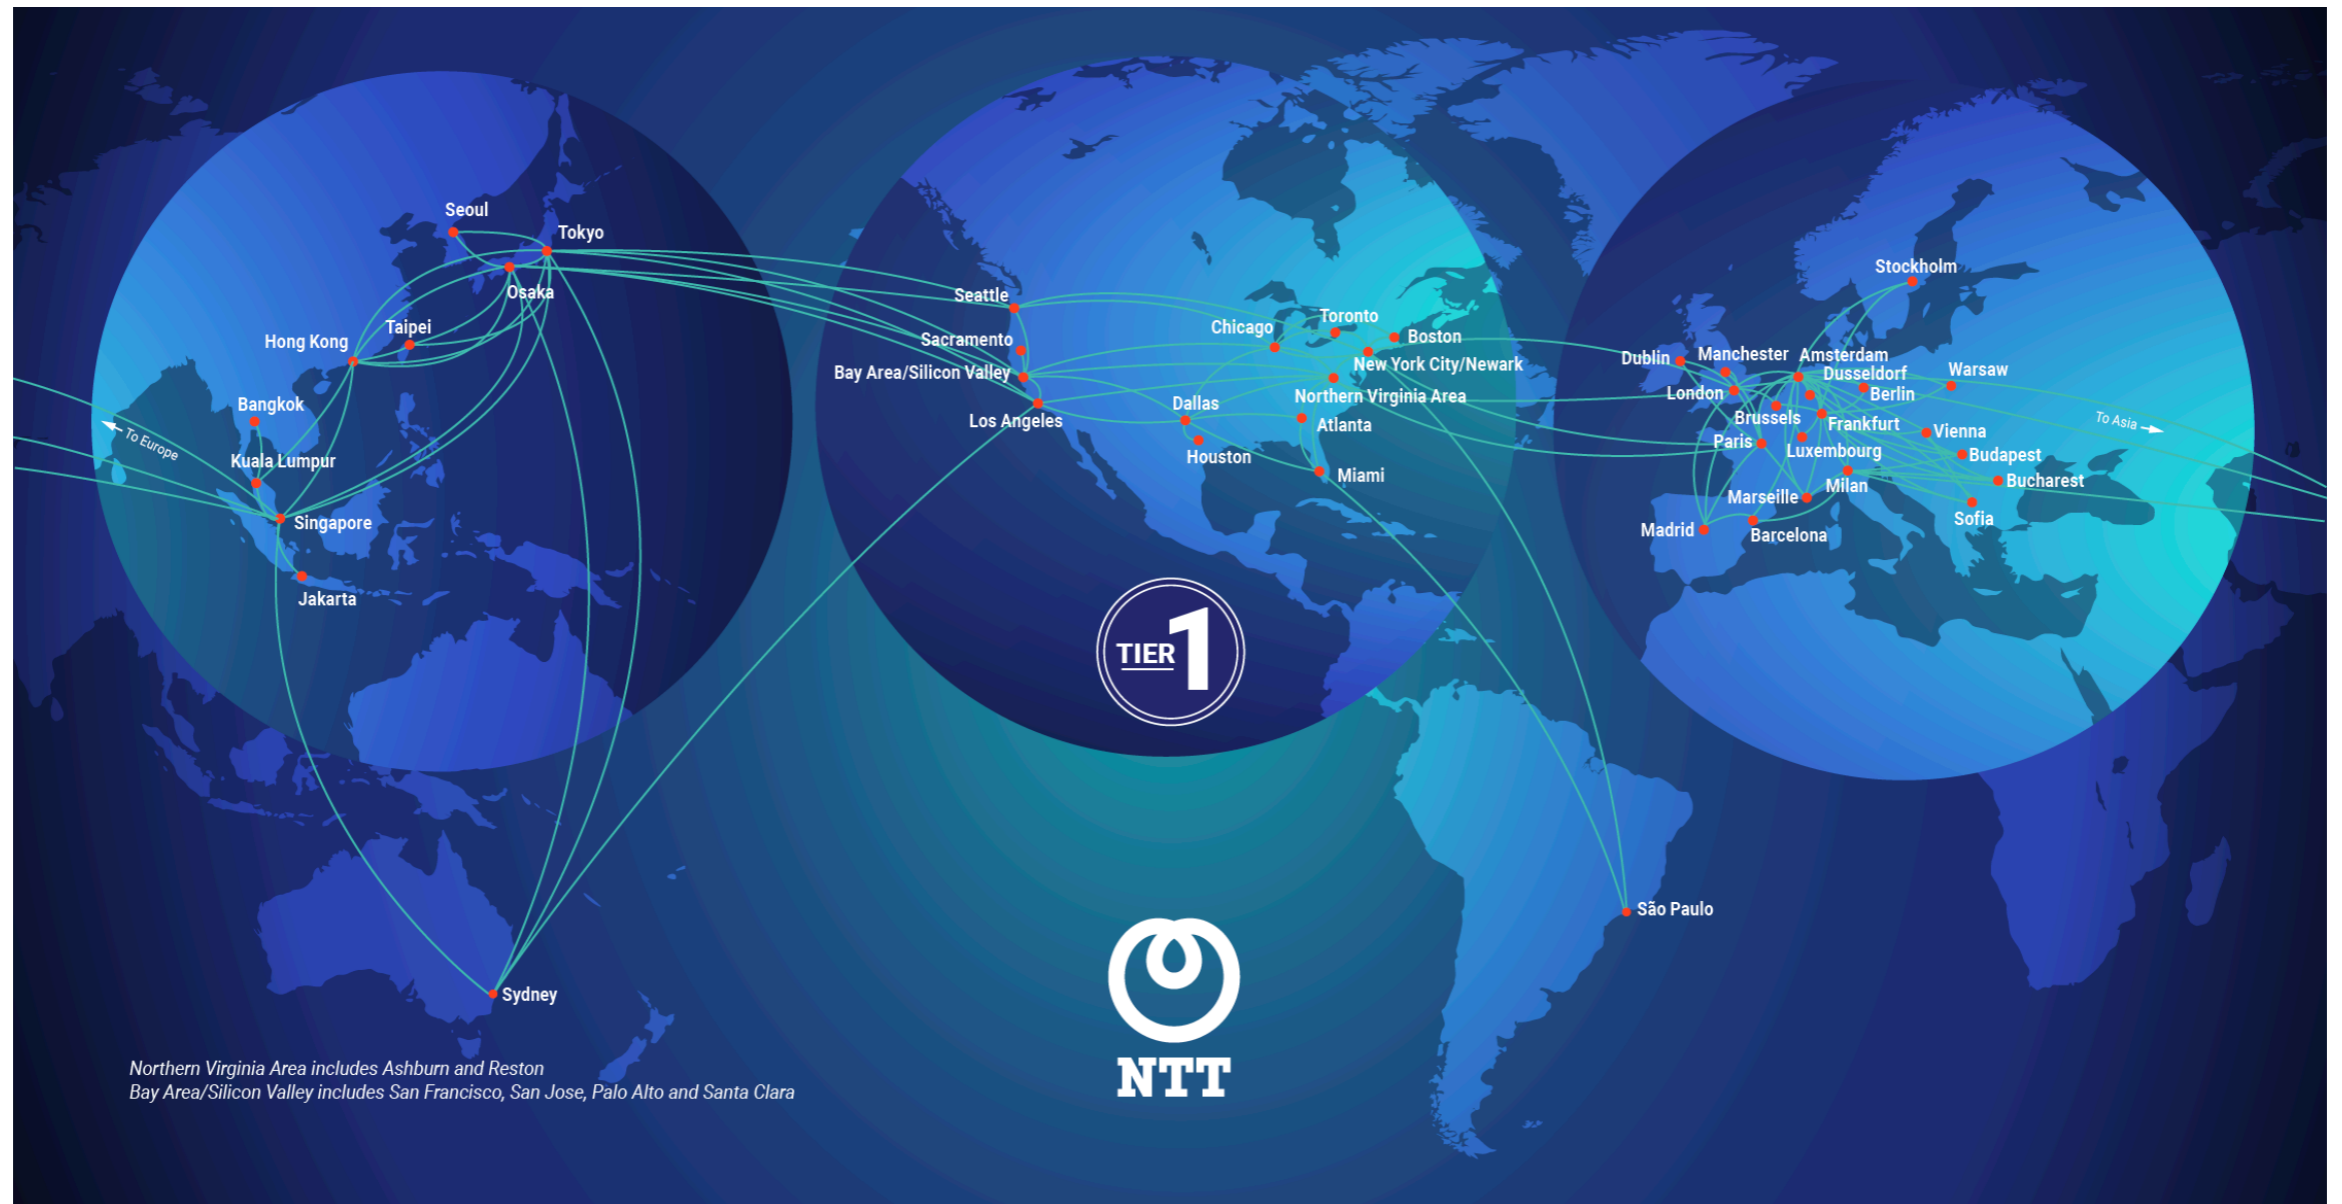 Seoul
Tokyo
Osaka
Taipei
Hong Kong
Bangkok
To Europe
Kuala Lumpur
Singapore
Jakarta
Sydney
Seattle
Sacramento
Bay Area/Silicon Valley
Los Angeles
Chicago
Toronto
Boston
New York City/Newark
Northern Virginia Area
Dallas
Atlanta
Houston
Miami
São Paulo
Stockholm
Dublin
Manchester
Amsterdam
Dusseldorf
Warsaw
London
Berlin
Brussels
Frankfurt
To Asia
Paris
Vienna
Luxembourg
Budapest
Milan
Bucharest
Marseille
Sofia
Madrid
Barcelona
TIER 1
NTT
Northern Virginia Area includes Ashburn and Reston
Bay Area/Silicon Valley includes San Francisco, San Jose, Palo Alto and Santa Clara